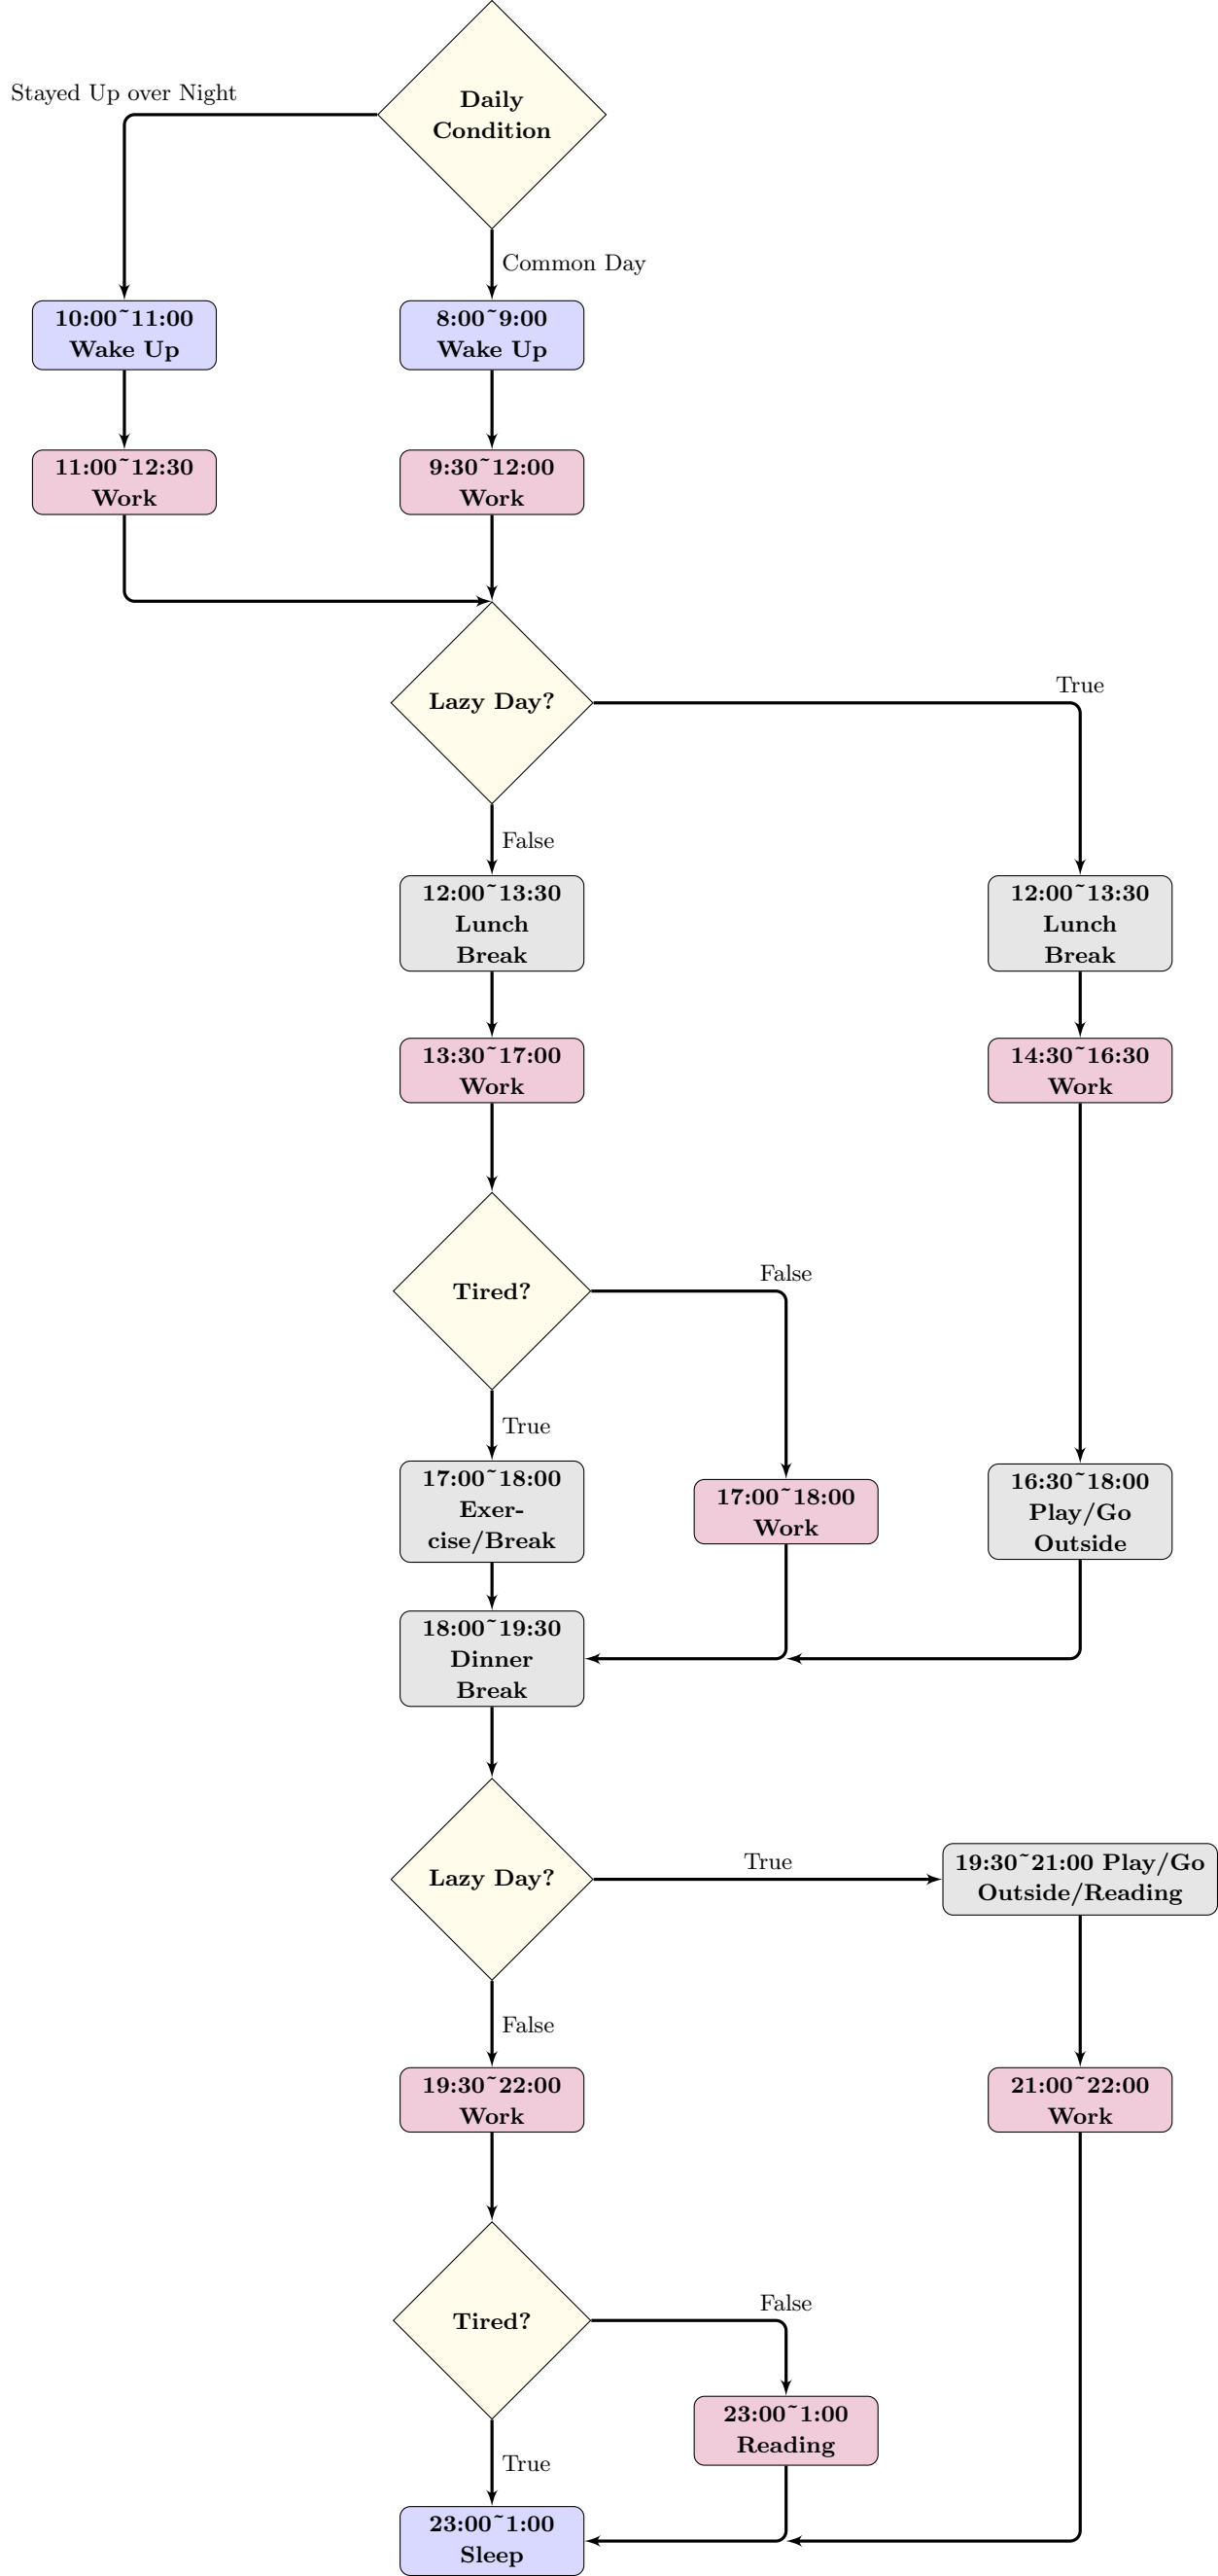 Stayed Up over Night
Daily
Condition
Common Day
10:00~11:00
Wake Up
8:00~9:00
Wake Up
11:00~12:30
Work
9:30~12:00
Work
Lazy Day?
True
False
12:00~13:30
Lunch
Break
12:00~13:30
Lunch
Break
13:30~17:00
Work
14:30~16:30
Work
Tired?
False
True
17:00~18:00
Exer-
cise/Break
17:00~18:00
Work
16:30~18:00
Play/Go
Outside
18:00~19:30
Dinner
Break
Lazy Day?
True
19:30~21:00 Play/Go
Outside/Reading
False
19:30~22:00
Work
21:00~22:00
Work
Tired?
False
23:00~1:00
Reading
True
23:00~1:00
Sleep